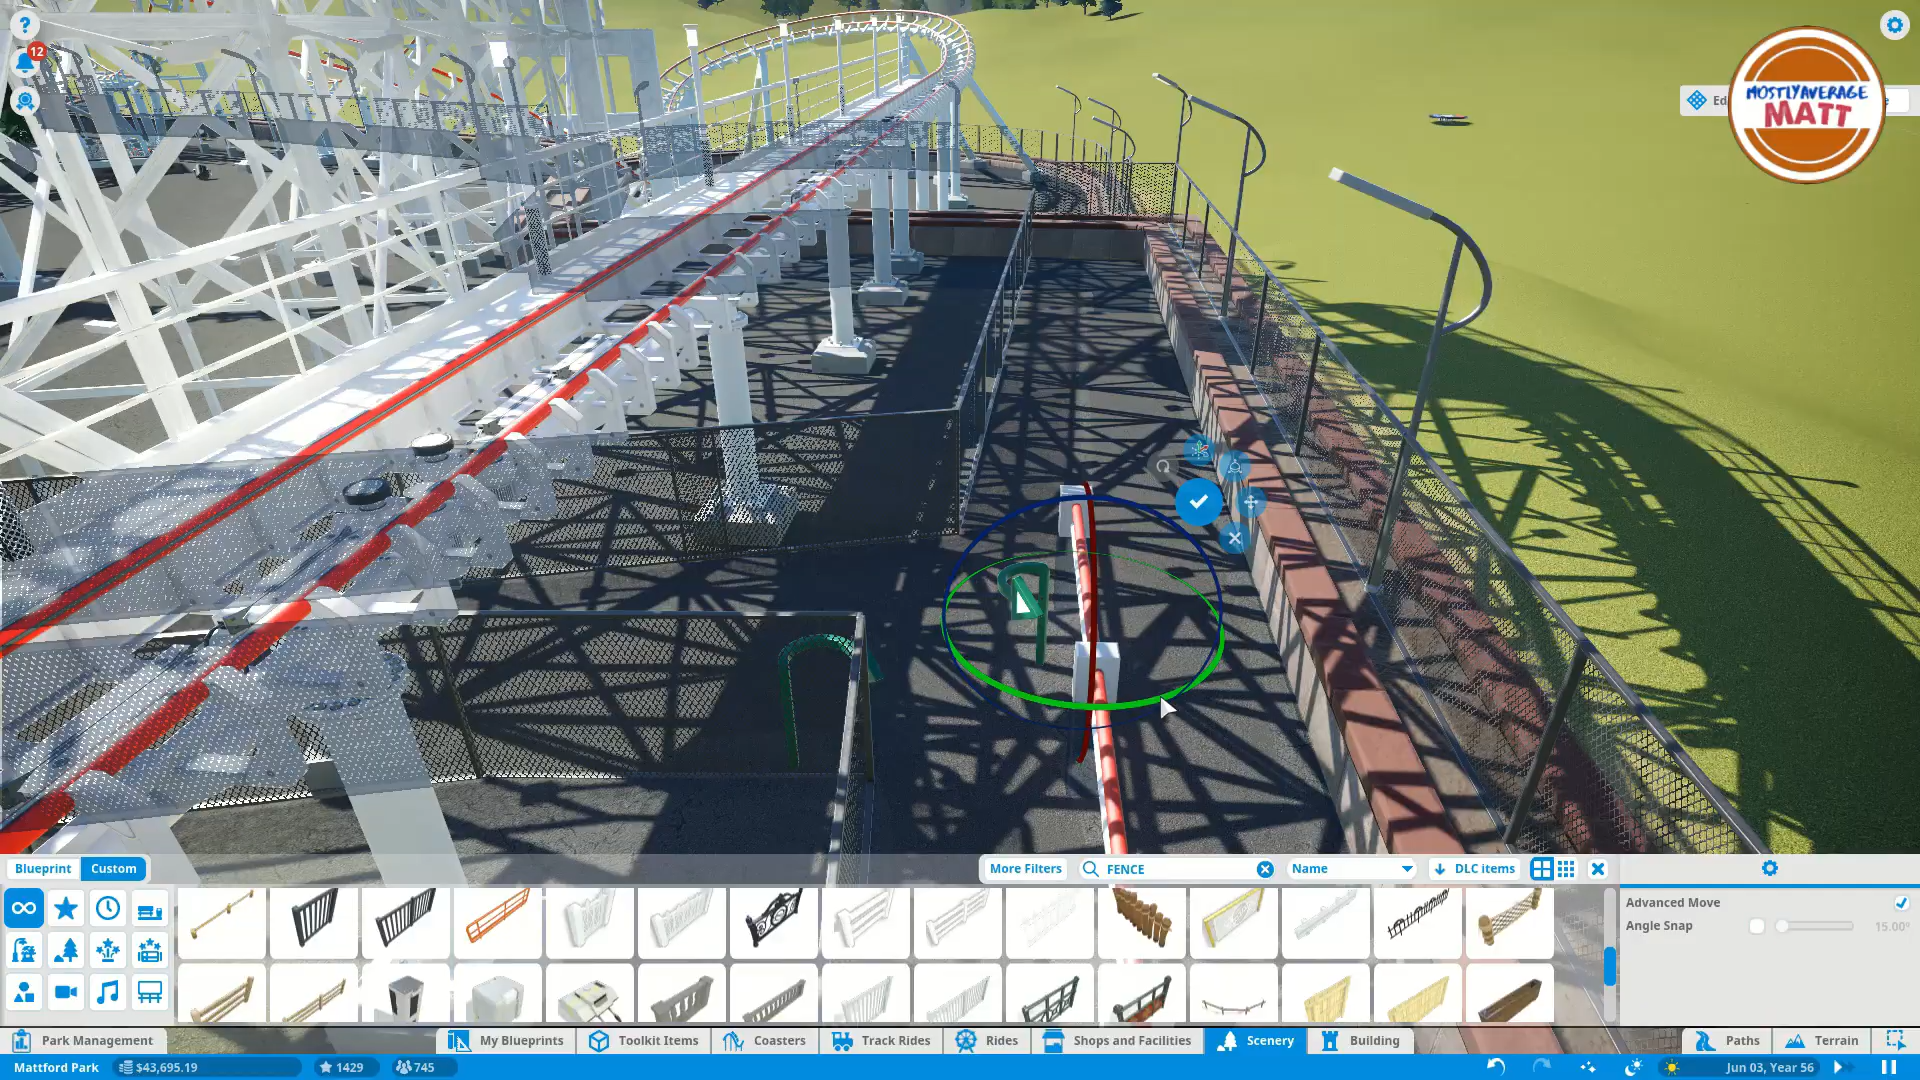 ?
12
MOSTLYAVERAGE
MATT
Ed
Blueprint
Custom
More Filters
FENCE
Name
DLC items
Advanced Move
Angle Snap
15.00°
Park Management
My Blueprints
Toolkit Items
Coasters
Track Rides
Rides
Shops and Facilities
Scenery
Building
Paths
Terrain
Mattford Park
$43,695.19
1429
745
Jun 03, Year 56